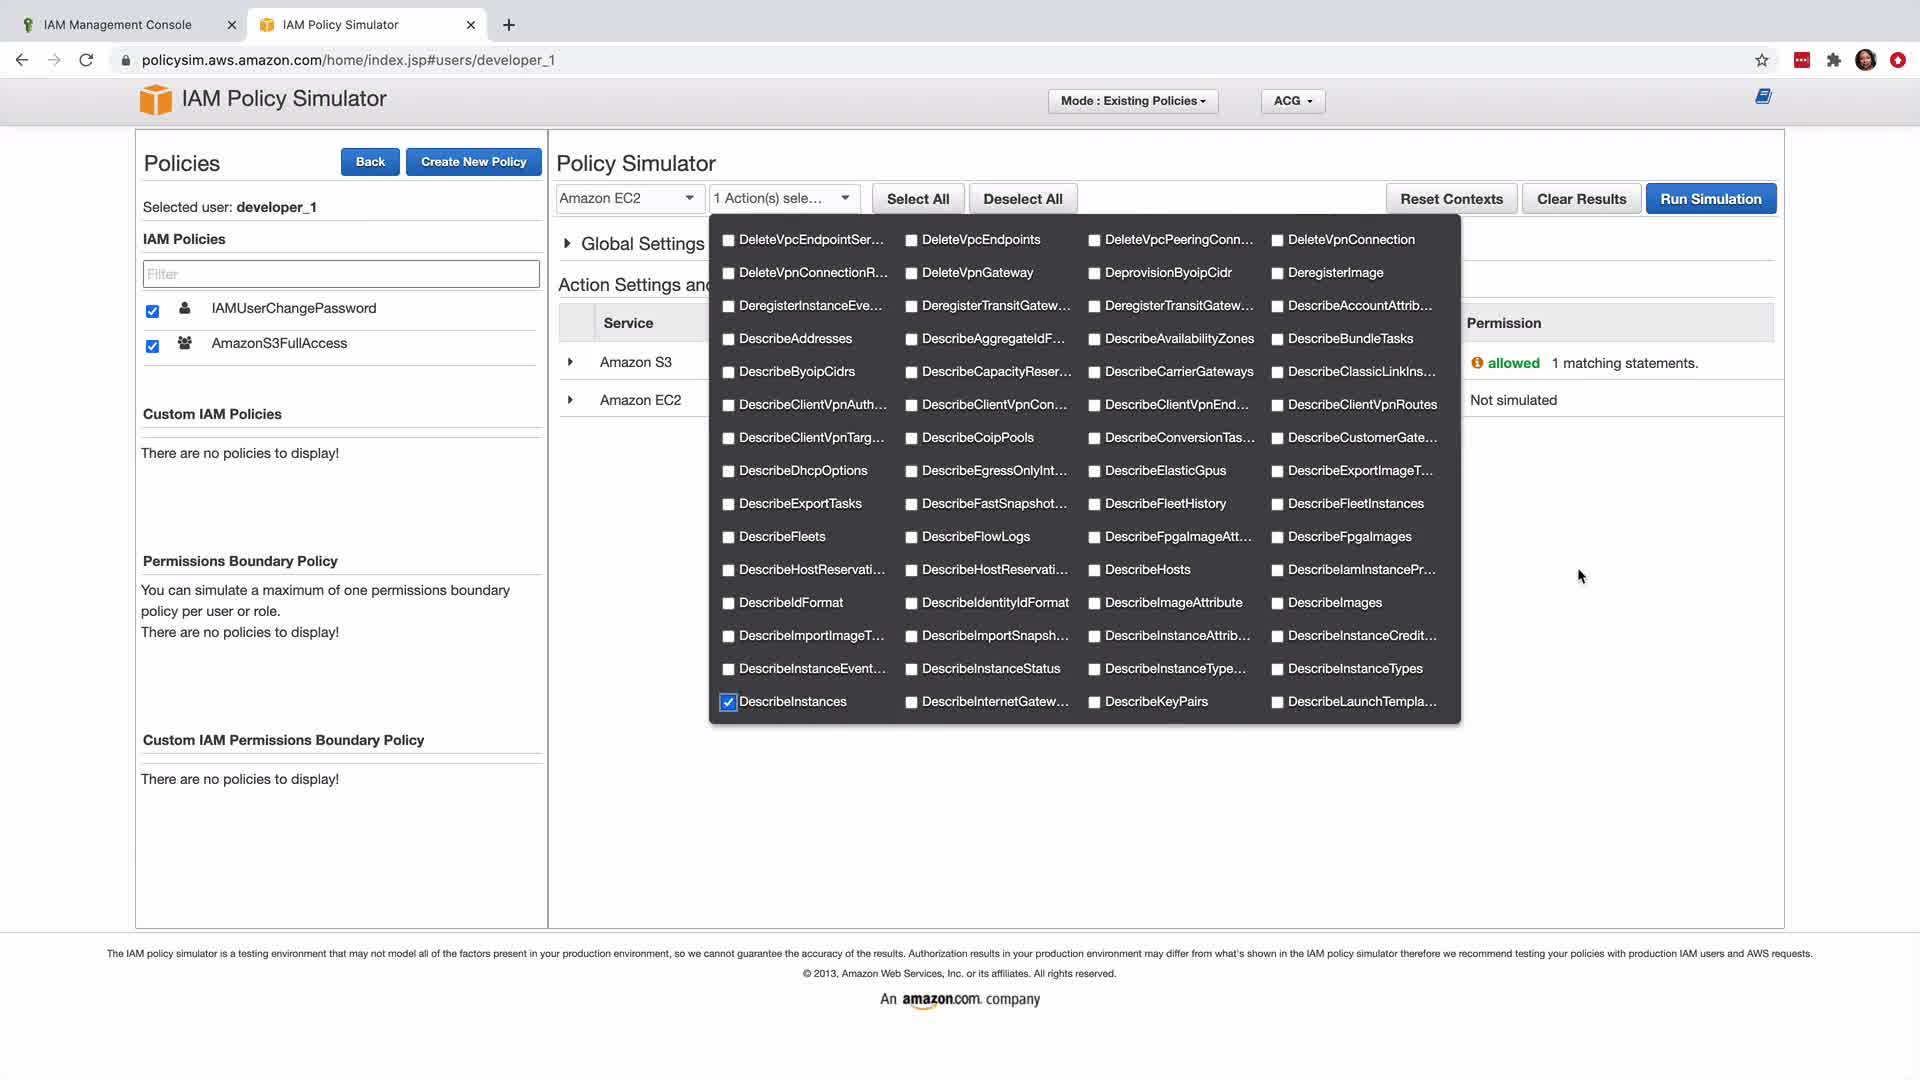 IAM Management Console
IAM Policy Simulator
policysim.aws.amazon.com/home/index.jsp#users/developer_1
IAM Policy Simulator
Mode : Existing Policies
ACG
Policies
Back
Create New Policy
Selected user: developer_1
IAM Policies
Filter
IAMUserChangePassword
AmazonS3FullAccess
Custom IAM Policies
There are no policies to display!
Permissions Boundary Policy
You can simulate a maximum of one permissions boundary
policy per user or role.
There are no policies to display!
Custom IAM Permissions Boundary Policy
There are no policies to display!
Policy Simulator
Amazon EC2
1 Action(s) sele...
Select All
Deselect All
Reset Contexts
Clear Results
Run Simulation
Global Settings
Action Settings and
Service
Permission
Amazon S3
allowed 1 matching statements.
Amazon EC2
Not simulated
DeleteVpcEndpointSer... DeleteVpcEndpoints DeleteVpcPeeringConn... DeleteVpnConnection
DeleteVpnConnectionR... DeleteVpnGateway DeprovisionByoipCidr DeregisterImage
DeregisterInstanceEve... DeregisterTransitGatew... DeregisterTransitGatew... DescribeAccountAttrib...
DescribeAddresses DescribeAggregateIdF... DescribeAvailabilityZones DescribeBundleTasks
DescribeByoipCidrs DescribeCapacityReser... DescribeCarrierGateways DescribeClassicLinkIns...
DescribeClientVpnAuth... DescribeClientVpnCon... DescribeClientVpnEnd... DescribeClientVpnRoutes
DescribeClientVpnTarg... DescribeCoipPools DescribeConversionTas... DescribeCustomerGate...
DescribeDhcpOptions DescribeEgressOnlyInt... DescribeElasticGpus DescribeExportImageT...
DescribeExportTasks DescribeFastSnapshot... DescribeFleetHistory DescribeFleetInstances
DescribeFleets DescribeFlowLogs DescribeFpgaImageAtt... DescribeFpgaImages
DescribeHostReservati... DescribeHostReservati... DescribeHosts DescribeIamInstancePr...
DescribeIdFormat DescribeIdentityIdFormat DescribeImageAttribute DescribeImages
DescribeImportImageT... DescribeImportSnapsh... DescribeInstanceAttrib... DescribeInstanceCredit...
DescribeInstanceEvent... DescribeInstanceStatus DescribeInstanceType... DescribeInstanceTypes
DescribeInstances DescribeInternetGatew... DescribeKeyPairs DescribeLaunchTempla...
The IAM policy simulator is a testing environment that may not model all of the factors present in your production environment, so we cannot guarantee the accuracy of the results. Authorization results in your production environment may differ from what's shown in the IAM policy simulator therefore we recommend testing your policies with production IAM users and AWS requests.
© 2013, Amazon Web Services, Inc. or its affiliates. All rights reserved.
An amazon.com. company